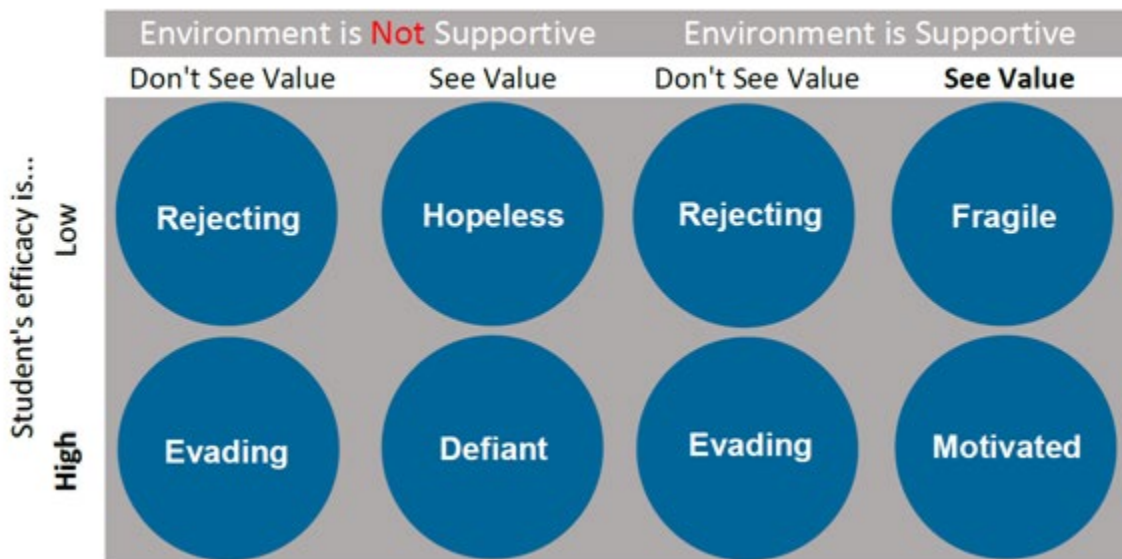 Environment is Not Supportive
Environment is Supportive
Don't See Value
See Value
Don't See Value
See Value
Student's efficacy is...
Low
Rejecting
Hopeless
Rejecting
Fragile
High
Evading
Defiant
Evading
Motivated